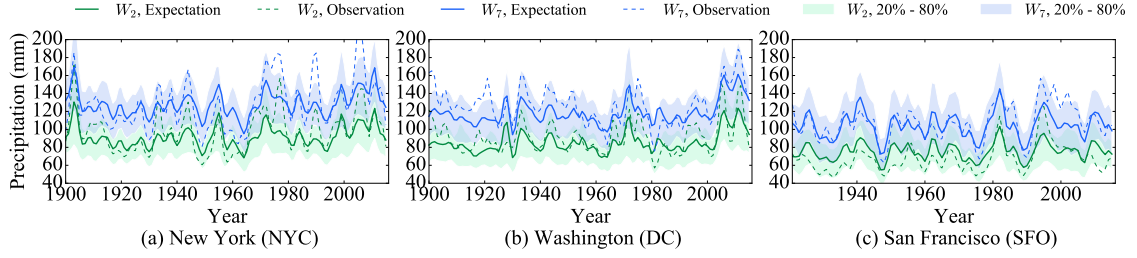 W2, Expectation W2, Observation W7, Expectation W7, Observation W2, 20% - 80% W7, 20% - 80%
Precipitation (mm)
200 200 200
180 180 180
160 160 160
140 140 140
120 120 120
100 100 100
80 80 80
60 60 60
40 40 40
1900 1920 1940 1960 1980 2000 1900 1920 1940 1960 1980 2000 1940 1960 1980 2000
Year Year Year
(a) New York (NYC) (b) Washington (DC) (c) San Francisco (SFO)